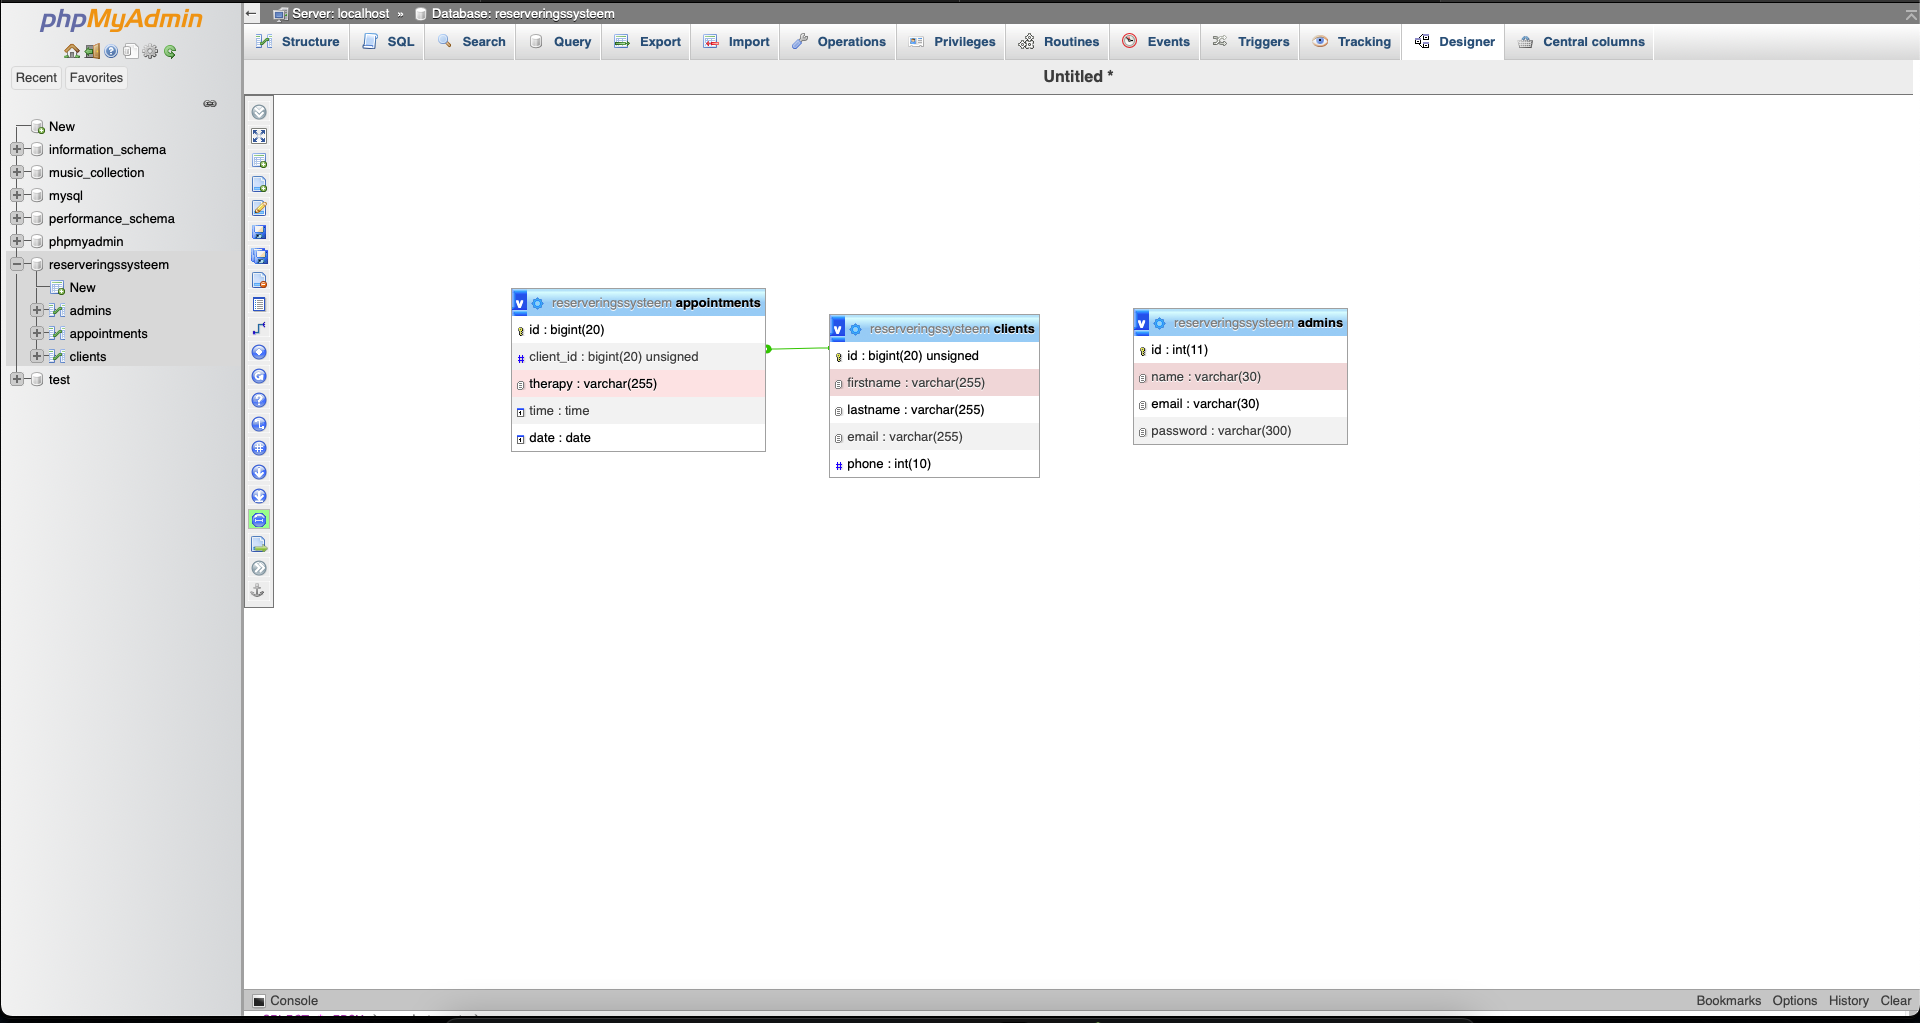 phpMyAdmin
Recent Favorites
New
information_schema
music_collection
mysql
performance_schema
phpmyadmin
reserveringssysteem
New
admins
appointments
clients
test
Server: localhost » Database: reserveringssysteem
Structure SQL Search Query Export Import Operations Privileges Routines Events Triggers Tracking Designer Central columns
Untitled *
v reserveringssysteem appointments
id : bigint(20)
# client_id : bigint(20) unsigned
therapy : varchar(255)
time : time
date : date
v reserveringssysteem clients
id : bigint(20) unsigned
firstname : varchar(255)
lastname : varchar(255)
email : varchar(255)
# phone : int(10)
v reserveringssysteem admins
id : int(11)
name : varchar(30)
email : varchar(30)
password : varchar(300)
Console Bookmarks Options History Clear